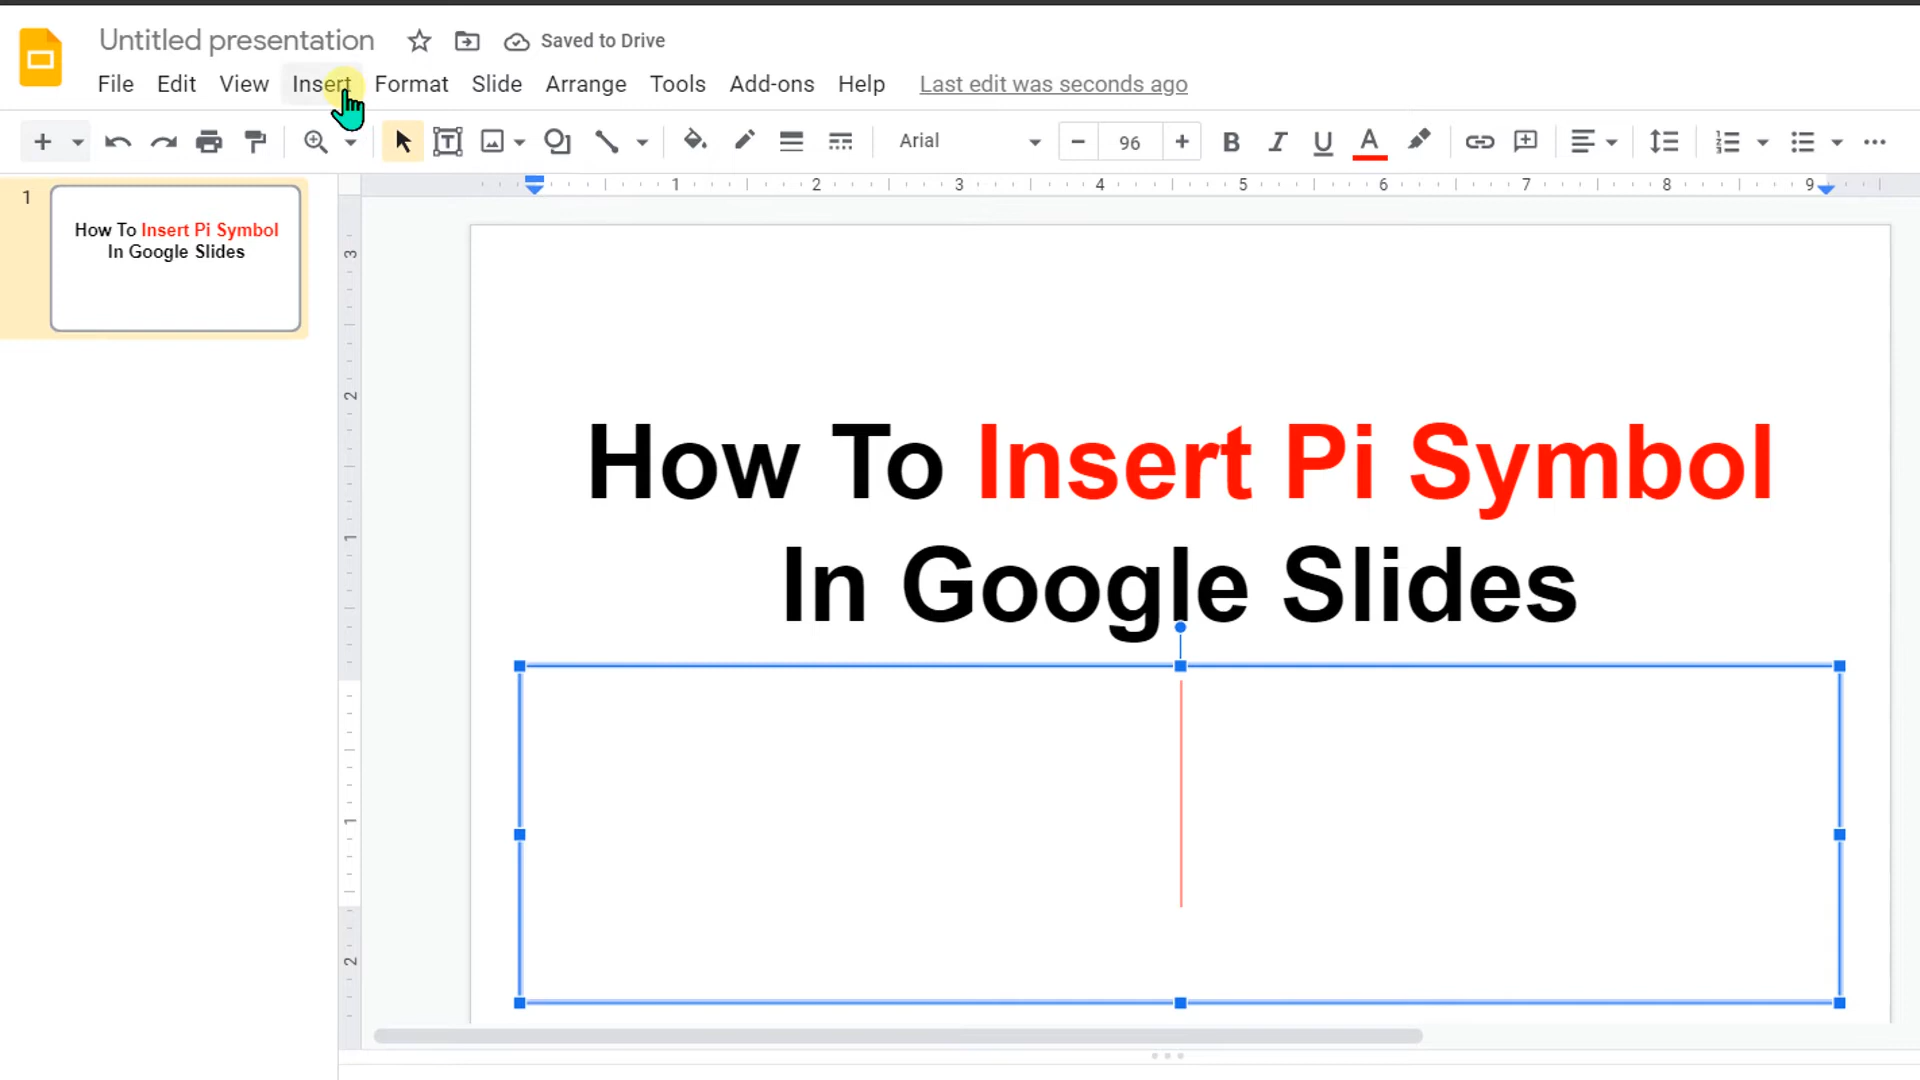 Untitled presentation
Saved to Drive
File Edit View Insert Format Slide Arrange Tools Add-ons Help Last edit was seconds ago
Arial
96
B I U A
1 2 3 4 5 6 7 8 9
1
How To Insert Pi Symbol
In Google Slides
3
2
1
1
2
How To Insert Pi Symbol
In Google Slides